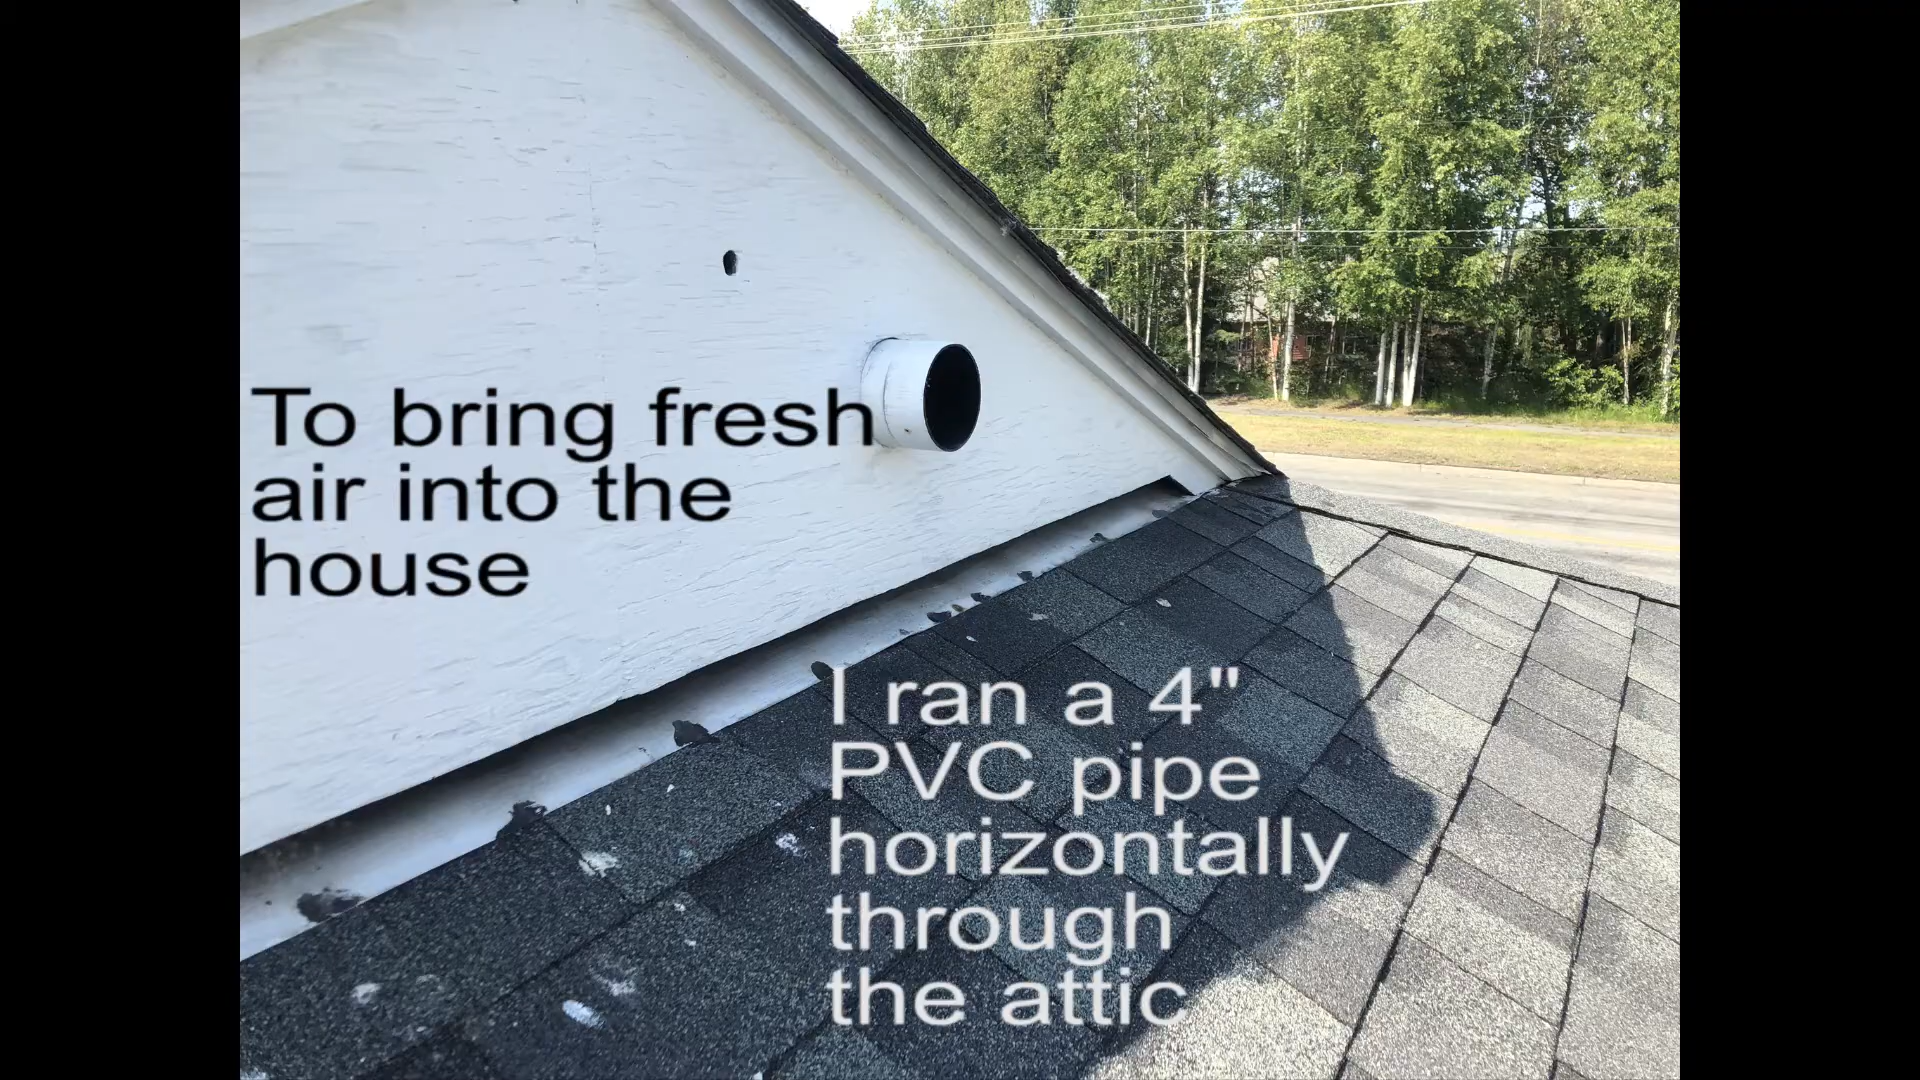 To bring fresh
air into the
house
I ran a 4"
PVC pipe
horizontally
through
the attic